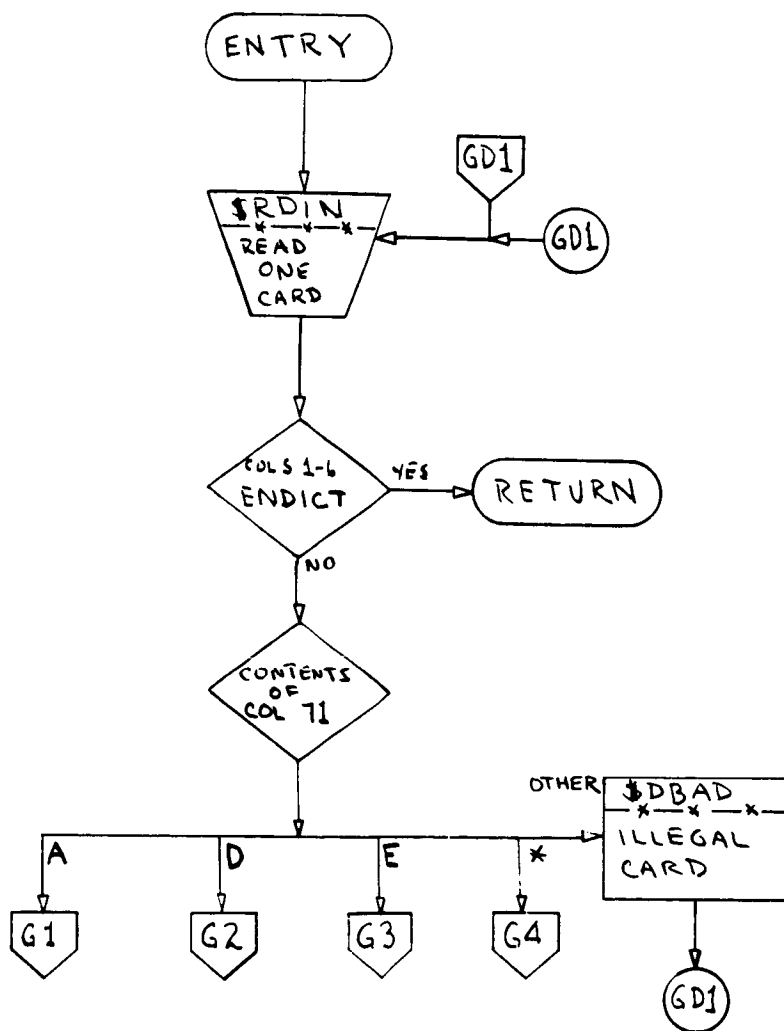 ENTRY
GD1
$RDIN
GD1
READ
ONE
CARD
COLS 1-6
ENDICT
YES
RETURN
NO
CONTENTS
OF
COL 71
OTHER
$DBAD
ILLEGAL
CARD
A
D
E
*
G1
G2
G3
G4
GD1